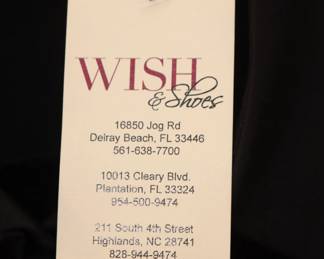 WISH
& Shoes
16850 Jog Rd
Delray Beach, FL 33446
561-638-7700
10013 Cleary Blvd.
Plantation, FL 33324
954-500-9474
211 South 4th Street
Highlands, NC 28741
828-944-9474